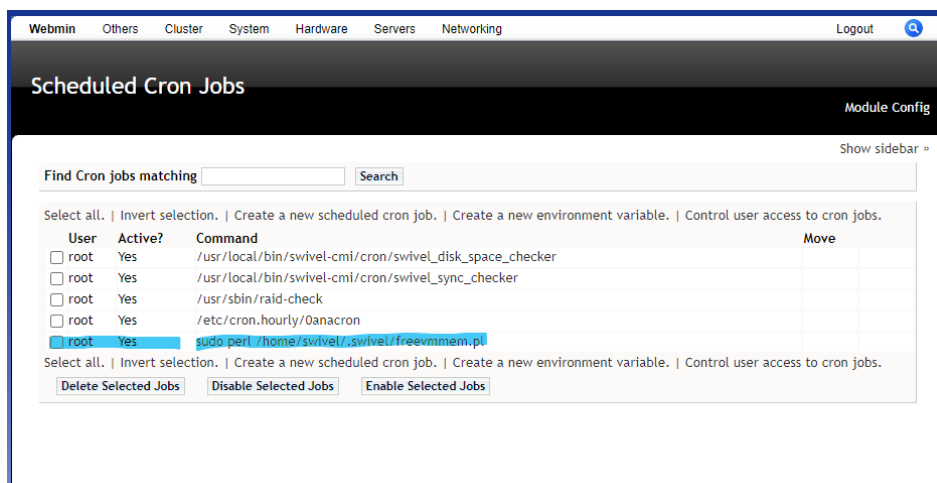 Webmin Others Cluster System Hardware Servers Networking Logout
Scheduled Cron Jobs
Module Config
Show sidebar »
Find Cron jobs matching Search
Select all. | Invert selection. | Create a new scheduled cron job. | Create a new environment variable. | Control user access to cron jobs.
User Active? Command Move
root Yes /usr/local/bin/swivel-cmi/cron/swivel_disk_space_checker
root Yes /usr/local/bin/swivel-cmi/cron/swivel_sync_checker
root Yes /usr/sbin/raid-check
root Yes /etc/cron.hourly/0anacron
root Yes sudo perl /home/swivel/.swivel/freevmmem.pl
Select all. | Invert selection. | Create a new scheduled cron job. | Create a new environment variable. | Control user access to cron jobs.
Delete Selected Jobs Disable Selected Jobs Enable Selected Jobs